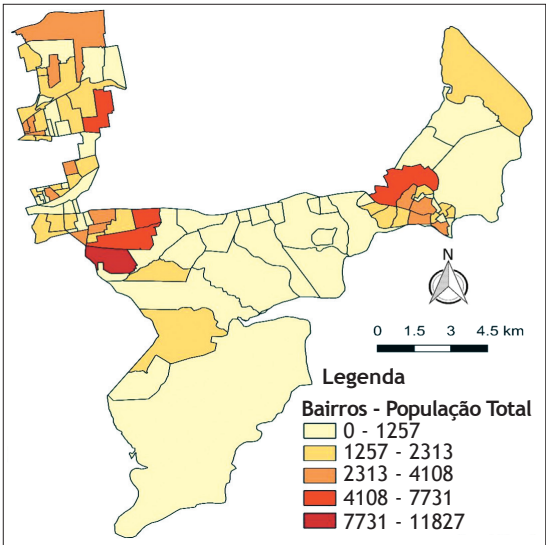 N
0 1.5 3 4.5 km
Legenda
Bairros - População Total
0 - 1257
1257 - 2313
2313 - 4108
4108 - 7731
7731 - 11827